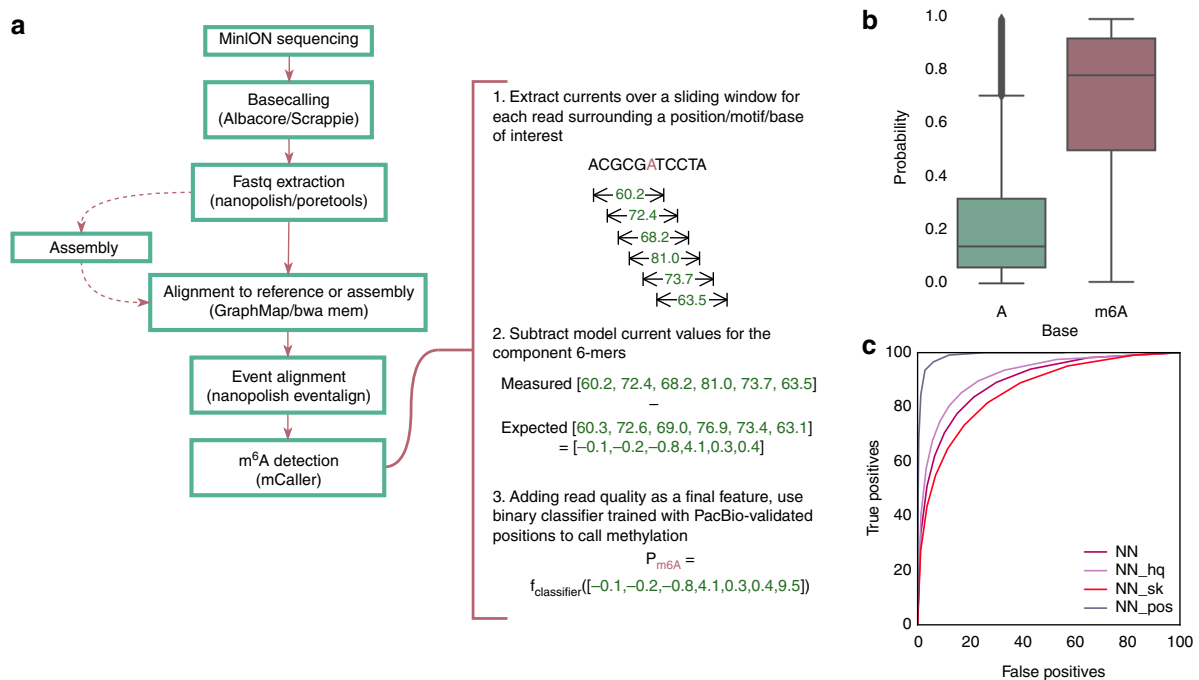 a
MinION sequencing
Basecalling
(Albacore/Scrappie)
Fastq extraction
(nanopolish/poretools)
Assembly
Alignment to reference or assembly
(GraphMap/bwa mem)
Event alignment
(nanopolish eventalign)
m⁶A detection
(mCaller)
1. Extract currents over a sliding window for
each read surrounding a position/motif/base
of interest
ACGCGATCCTA
60.2
72.4
68.2
81.0
73.7
63.5
2. Subtract model current values for the
component 6-mers
Measured [60.2, 72.4, 68.2, 81.0, 73.7, 63.5]
–
Expected [60.3, 72.6, 69.0, 76.9, 73.4, 63.1]
= [–0.1,–0.2,–0.8,4.1,0.3,0.4]
3. Adding read quality as a final feature, use
binary classifier trained with PacBio-validated
positions to call methylation
Pm6A =
fclassifier([–0.1,–0.2,–0.8,4.1,0.3,0.4,9.5])
b
1.0
0.8
0.6
0.4
0.2
0.0
Probability
A
m6A
Base
c
100
80
60
40
20
0
True positives
NN
NN_hq
NN_sk
NN_pos
0
20
40
60
80
100
False positives